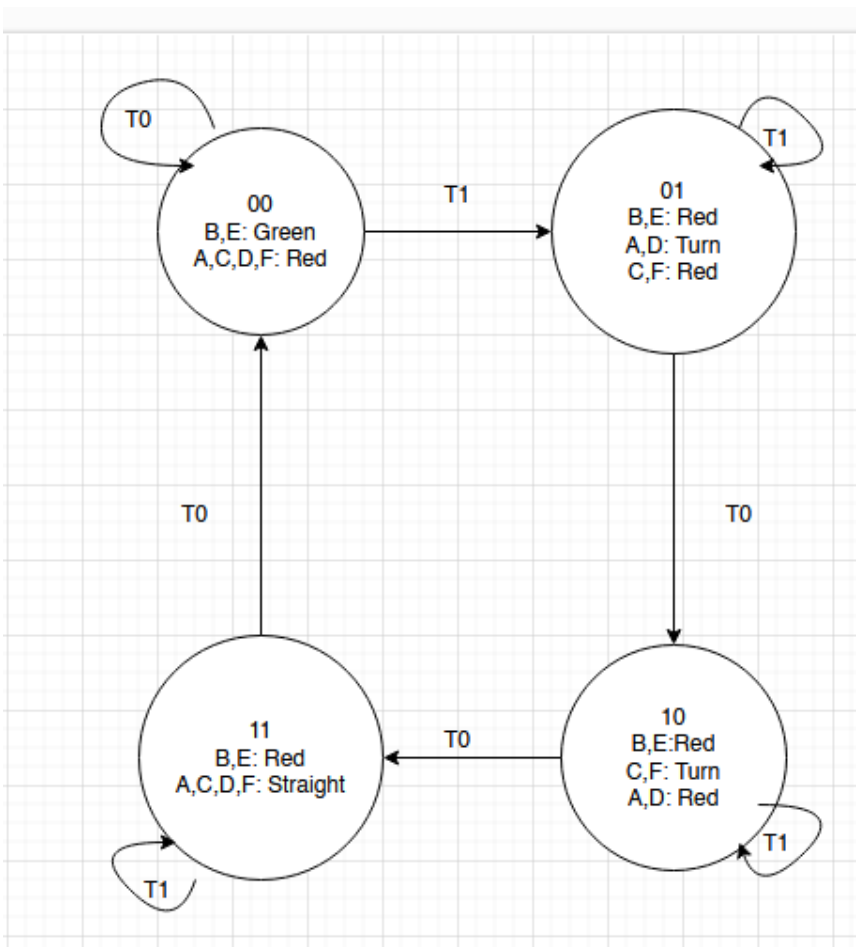 T0
T1
00
B,E: Green
A,C,D,F: Red
T1
01
B,E: Red
A,D: Turn
C,F: Red
T0
T0
11
B,E: Red
A,C,D,F: Straight
T0
10
B,E:Red
C,F: Turn
A,D: Red
T1
T1